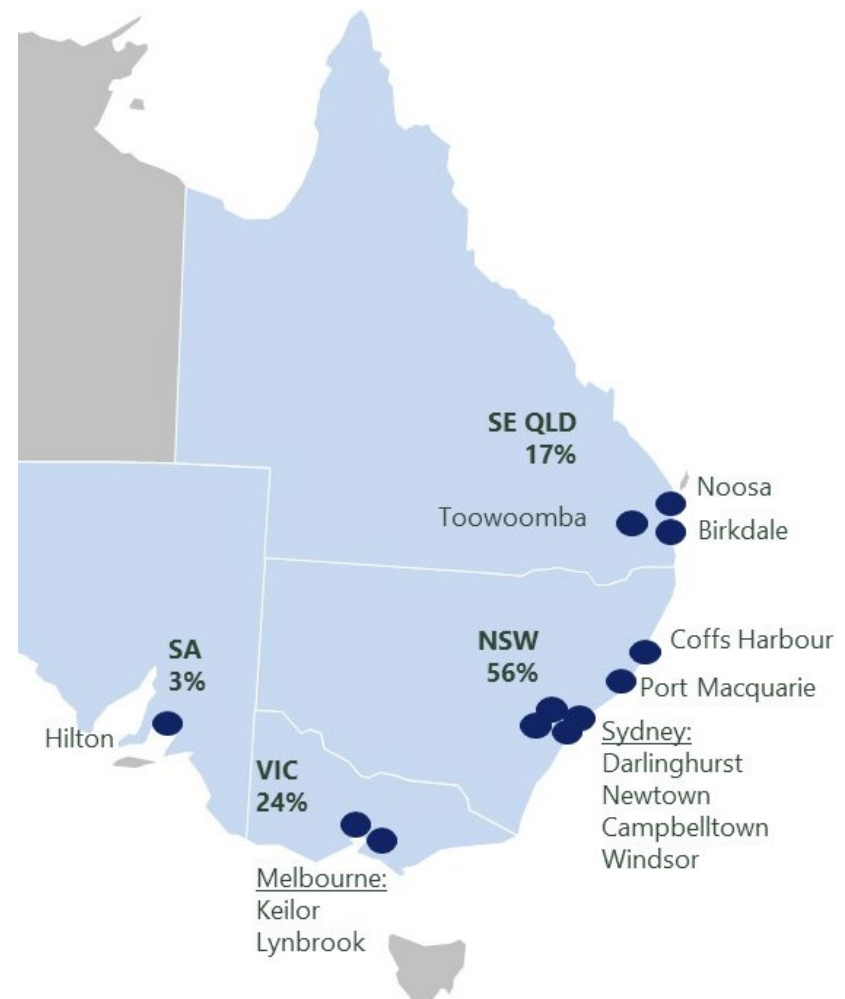 SE QLD
17%
Noosa
Toowoomba
Birkdale
NSW
56%
Coffs Harbour
Port Macquarie
SA
3%
Hilton
Sydney:
Darlinghurst
Newtown
Campbelltown
Windsor
VIC
24%
Melbourne:
Keilor
Lynbrook